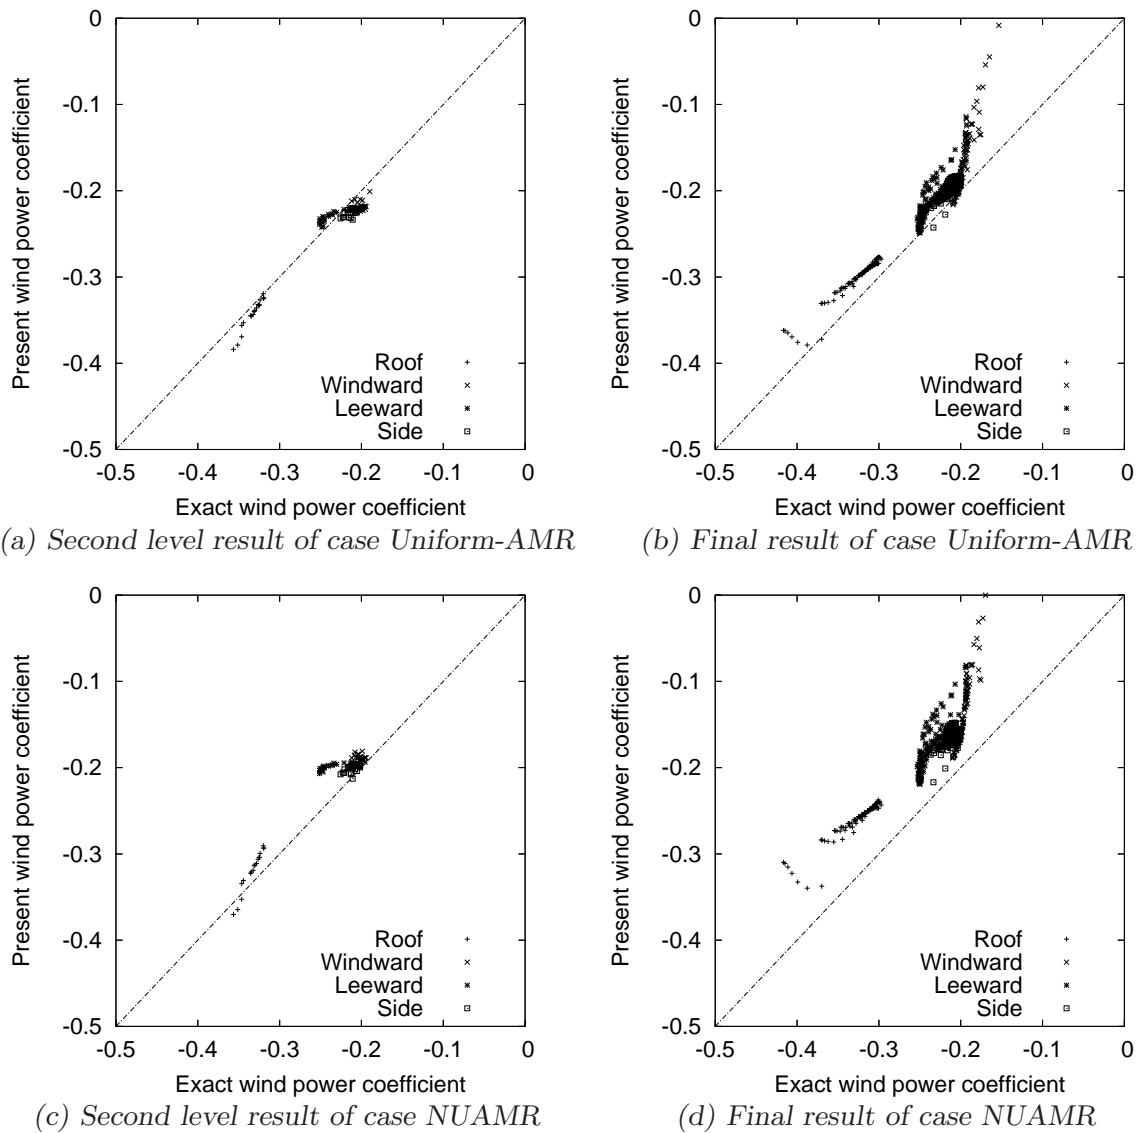 0
-0.1
-0.2
-0.3
-0.4
-0.5
Present wind power coefficient
Roof
Windward
Leeward
Side
-0.5 -0.4 -0.3 -0.2 -0.1 0
Exact wind power coefficient
(a) Second level result of case Uniform-AMR
0
-0.1
-0.2
-0.3
-0.4
-0.5
Present wind power coefficient
Roof
Windward
Leeward
Side
-0.5 -0.4 -0.3 -0.2 -0.1 0
Exact wind power coefficient
(b) Final result of case Uniform-AMR
0
-0.1
-0.2
-0.3
-0.4
-0.5
Present wind power coefficient
Roof
Windward
Leeward
Side
-0.5 -0.4 -0.3 -0.2 -0.1 0
Exact wind power coefficient
(c) Second level result of case NUAMR
0
-0.1
-0.2
-0.3
-0.4
-0.5
Present wind power coefficient
Roof
Windward
Leeward
Side
-0.5 -0.4 -0.3 -0.2 -0.1 0
Exact wind power coefficient
(d) Final result of case NUAMR